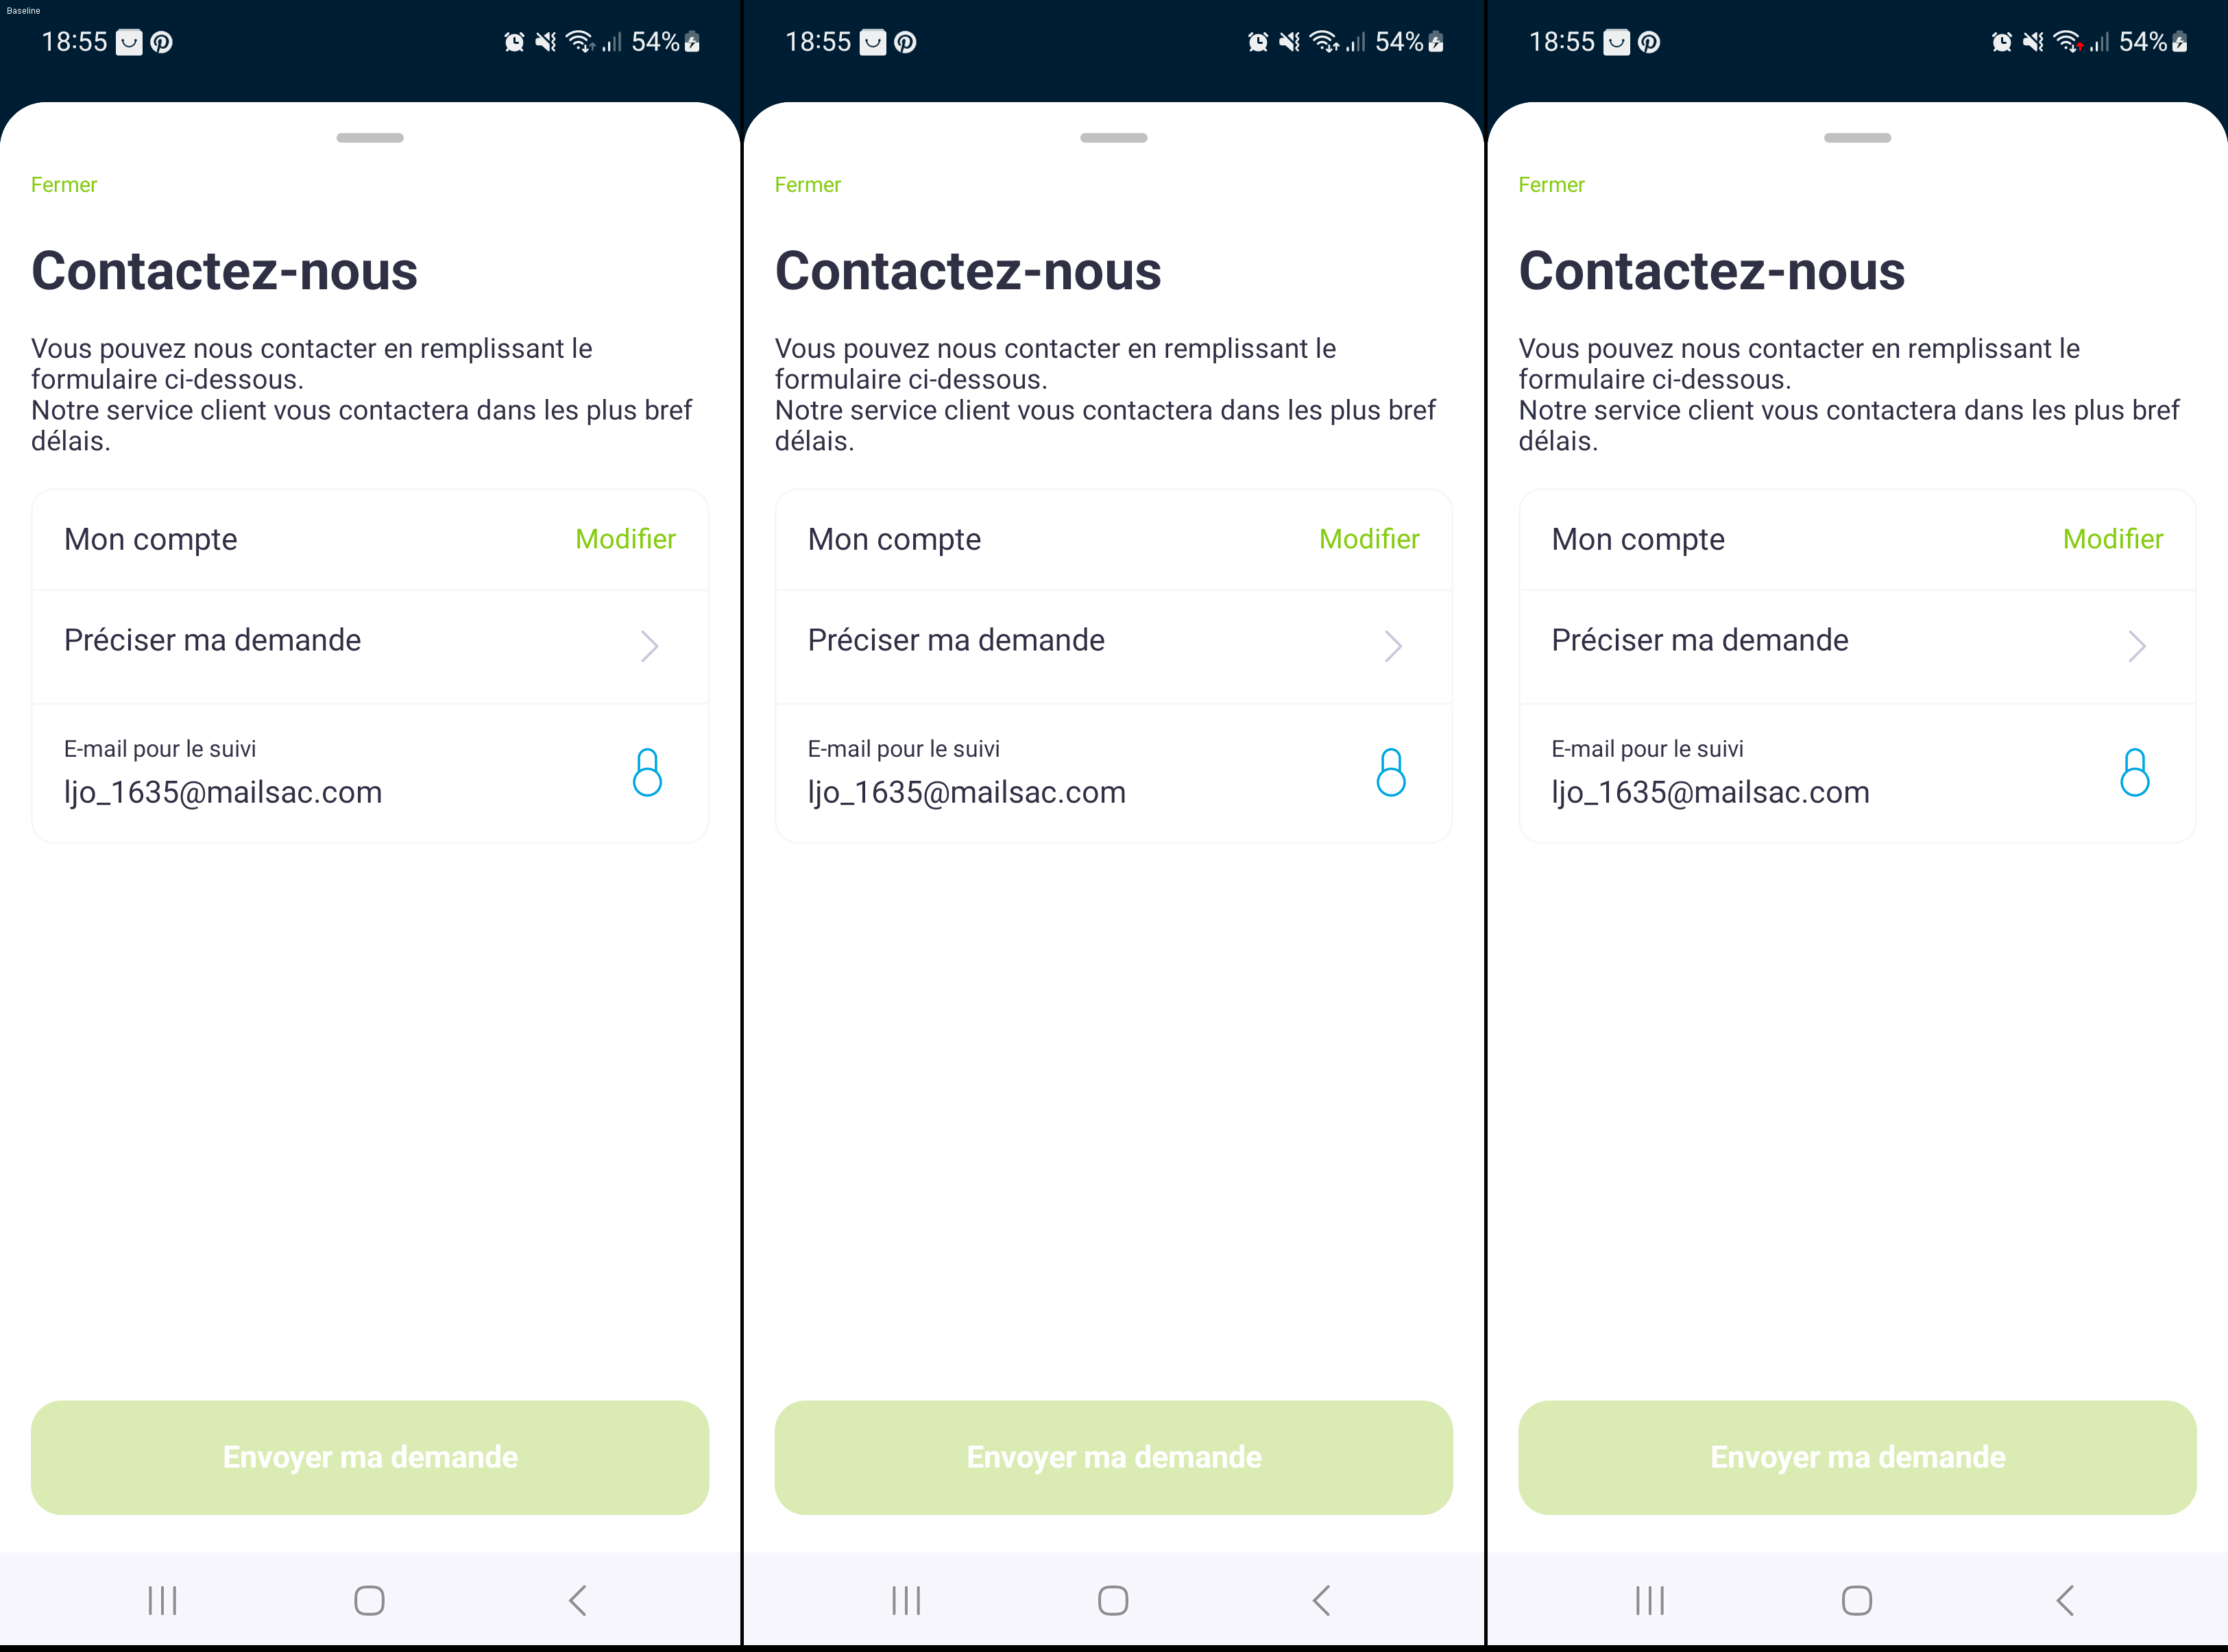 Baseline
18:55
54%
Fermer
Contactez-nous
Vous pouvez nous contacter en remplissant le
formulaire ci-dessous.
Notre service client vous contactera dans les plus bref
délais.
Mon compte
Modifier
Préciser ma demande
E-mail pour le suivi
ljo_1635@mailsac.com
Envoyer ma demande
18:55
54%
Fermer
Contactez-nous
Vous pouvez nous contacter en remplissant le
formulaire ci-dessous.
Notre service client vous contactera dans les plus bref
délais.
Mon compte
Modifier
Préciser ma demande
E-mail pour le suivi
ljo_1635@mailsac.com
Envoyer ma demande
18:55
54%
Fermer
Contactez-nous
Vous pouvez nous contacter en remplissant le
formulaire ci-dessous.
Notre service client vous contactera dans les plus bref
délais.
Mon compte
Modifier
Préciser ma demande
E-mail pour le suivi
ljo_1635@mailsac.com
Envoyer ma demande